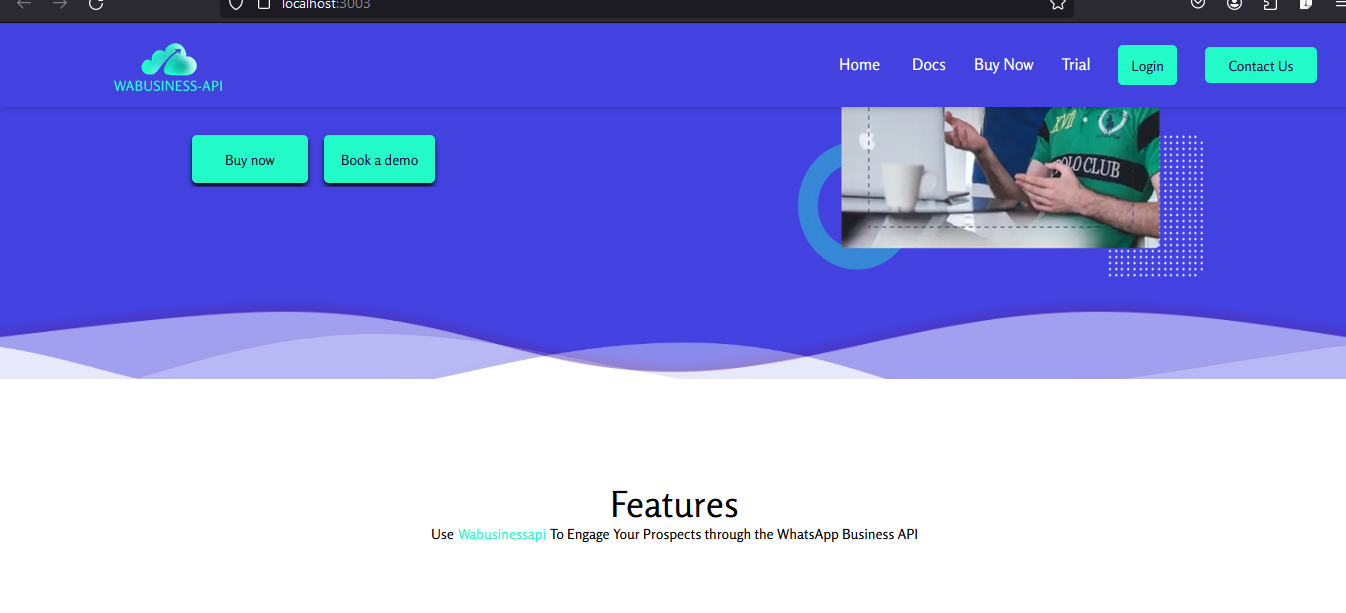 localhost:3003
WABUSINESS-API
Home Docs Buy Now Trial Login Contact Us
Buy now Book a demo
XVII
POLO CLUB
Features
Use Wabusinessapi To Engage Your Prospects through the WhatsApp Business API